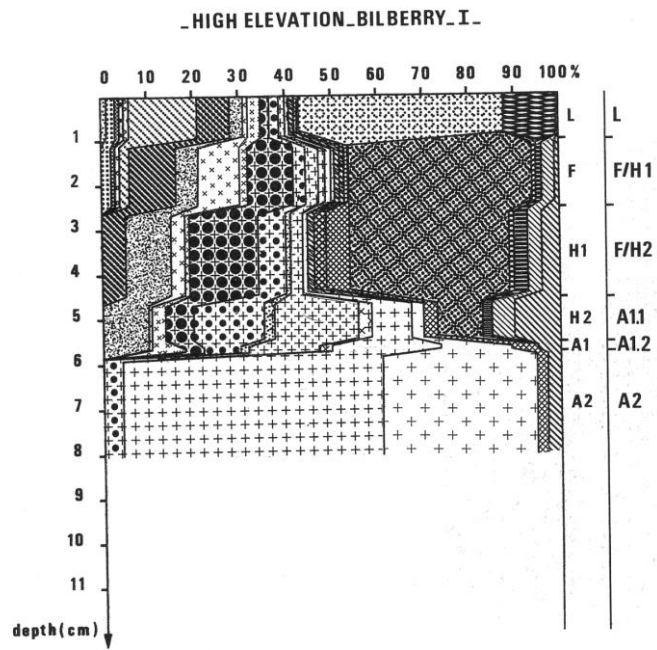 _HIGH ELEVATION_BILBERRY_I_
0 10 20 30 40 50 60 70 80 90 100%
L L
1
F F/H1
2
3
H1 F/H2
4
5 H2 A1.1
A1 A1.2
6
A2 A2
7
8
9
10
11
depth(cm)